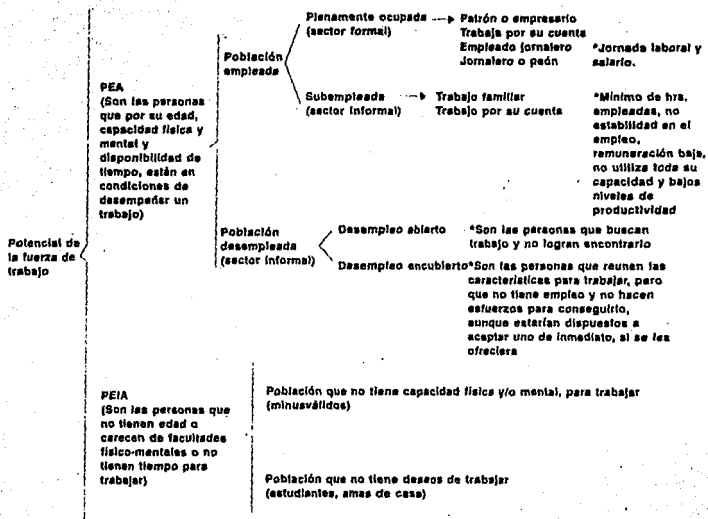 Potencial de
la fuerza de
trabajo
PEA
(Son las personas
que por su edad,
capacidad física y
mental y
disponibilidad de
tiempo, están en
condiciones de
desempeñar un
trabajo)
Población
empleada
Plenamente ocupada
(sector formal)
Patrón o empresario
Trabaja por su cuenta
Empleado jornalero
Jornalero o peón
*Jornada laboral y
salario.
Subempleada
(sector informal)
Trabajo familiar
Trabajo por su cuenta
*Mínimo de hrs.
empleadas, no
estabilidad en el
empleo,
remuneración baja,
no utiliza toda su
capacidad y bajos
niveles de
productividad
Población
desempleada
(sector informal)
Desempleo abierto
*Son las personas que buscan
trabajo y no logran encontrarlo
Desempleo encubierto
*Son las personas que reunen las
características para trabajar, pero
que no tiene empleo y no hacen
esfuerzos para conseguirlo,
aunque estarían dispuestos a
aceptar uno de inmediato, si se les
ofreciera
PEIA
(Son las personas que
no tienen edad o
carecen de facultades
físico-mentales o no
tienen tiempo para
trabajar)
Población que no tiene capacidad física y/o mental, para trabajar
(minusválidos)
Población que no tiene deseos de trabajar
(estudiantes, amas de casa)